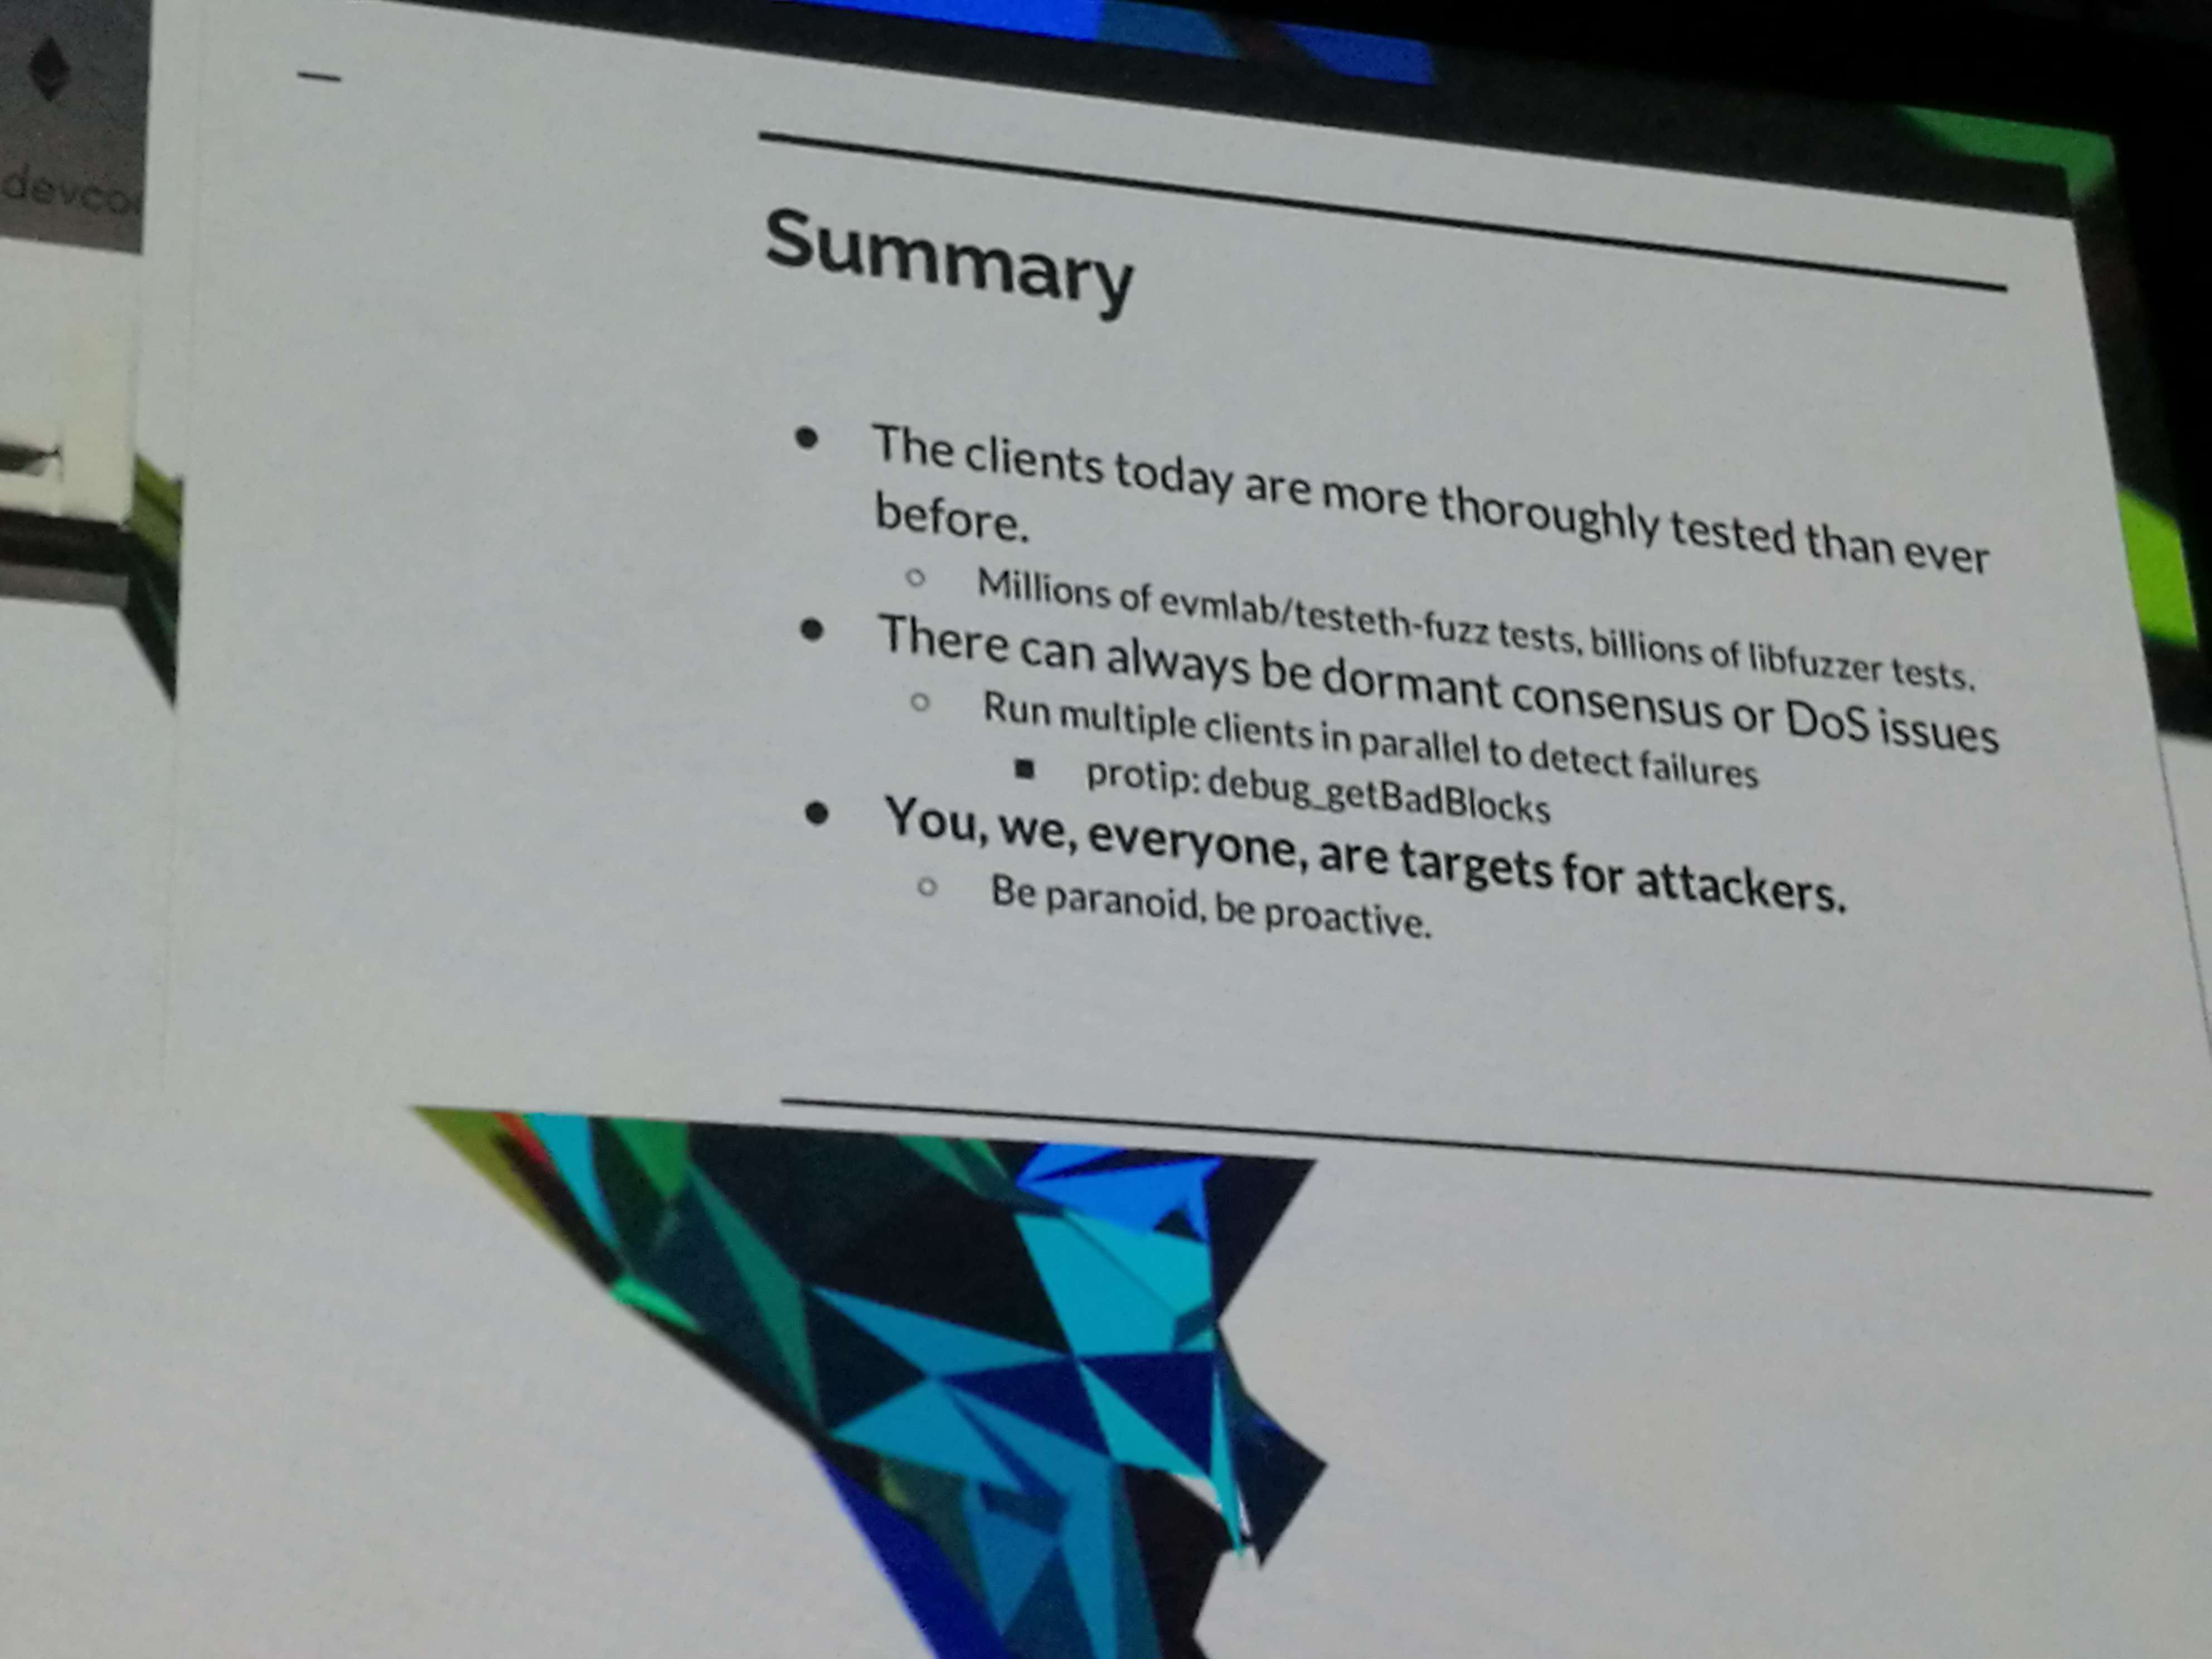 devco
Summary
● The clients today are more thoroughly tested than ever
before.
○ Millions of evmlab/testeth-fuzz tests, billions of libfuzzer tests.
● There can always be dormant consensus or DoS issues
○ Run multiple clients in parallel to detect failures
■ protip: debug_getBadBlocks
● You, we, everyone, are targets for attackers.
○ Be paranoid, be proactive.